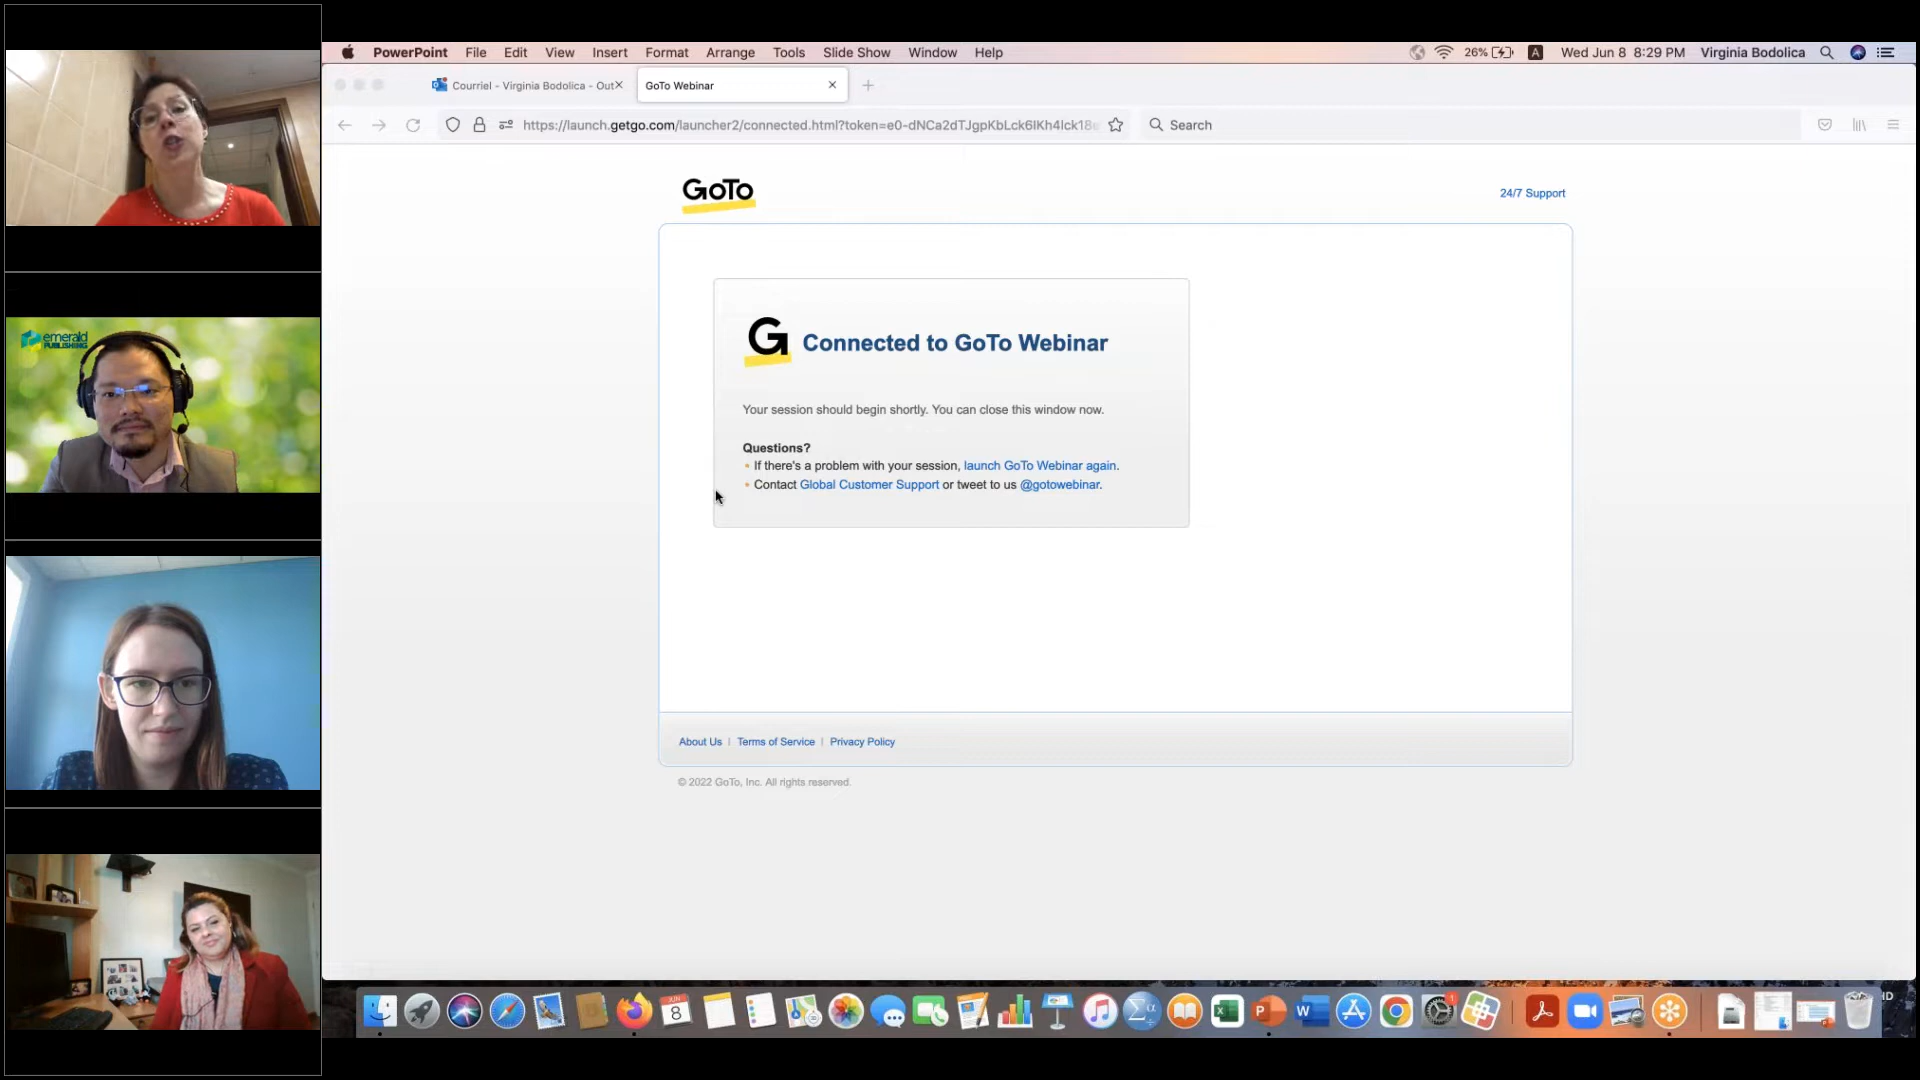 emerald
PUBLISHING
PowerPoint File Edit View Insert Format Arrange Tools Slide Show Window Help 26% A Wed Jun 8 8:29 PM Virginia Bodolica
Courriel - Virginia Bodolica - Out GoTo Webinar
https://launch.getgo.com/launcher2/connected.html?token=e0-dNCa2dTJgpKbLck6IKh4lck18e Search
GoTo
24/7 Support
G Connected to GoTo Webinar
Your session should begin shortly. You can close this window now.
Questions?
• If there's a problem with your session, launch GoTo Webinar again.
• Contact Global Customer Support or tweet to us @gotowebinar.
About Us | Terms of Service | Privacy Policy
© 2022 GoTo, Inc. All rights reserved.
JUN
8